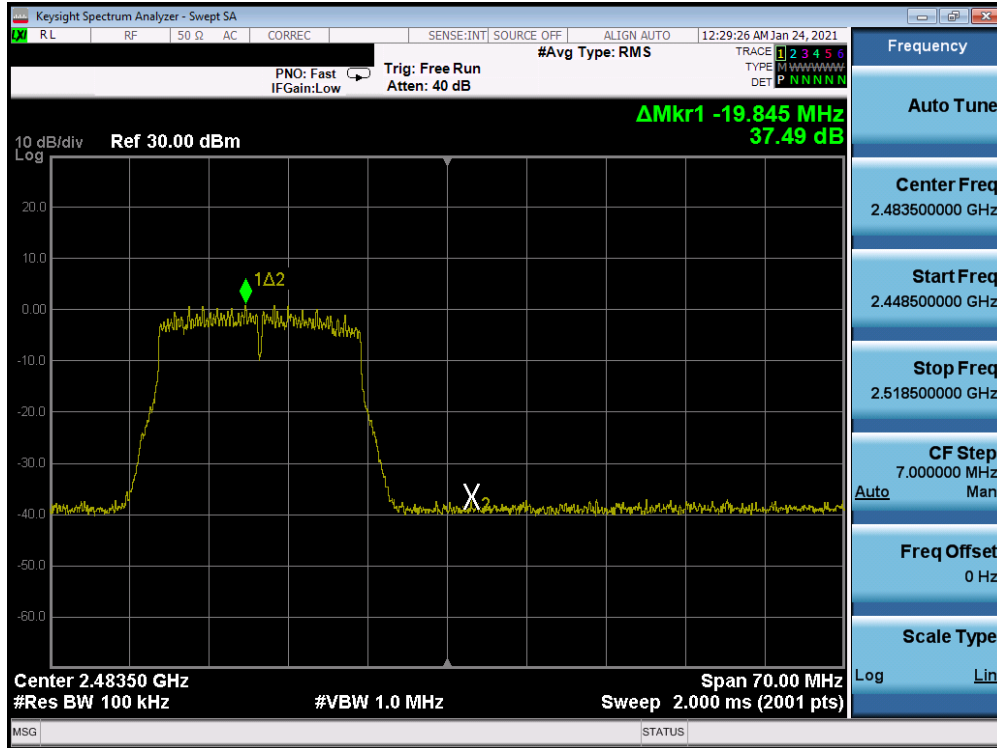 Keysight Spectrum Analyzer - Swept SA
LXI RL RF 50 Ω AC CORREC SENSE:INT SOURCE OFF ALIGN AUTO 12:29:26 AM Jan 24, 2021
#Avg Type: RMS
TRACE 1 2 3 4 5 6
PNO: Fast Trig: Free Run
TYPE M W W W W W
IFGain:Low Atten: 40 dB
DET P N N N N N
ΔMkr1 -19.845 MHz
37.49 dB
10 dB/div Ref 30.00 dBm
Log
20.0
10.0
1Δ2
0.00
-10.0
-20.0
-30.0
X2
-40.0
-50.0
-60.0
Center 2.48350 GHz Span 70.00 MHz
#Res BW 100 kHz #VBW 1.0 MHz Sweep 2.000 ms (2001 pts)
MSG STATUS
Frequency
Auto Tune
Center Freq
2.483500000 GHz
Start Freq
2.448500000 GHz
Stop Freq
2.518500000 GHz
CF Step
7.000000 MHz
Auto Man
Freq Offset
0 Hz
Scale Type
Log Lin